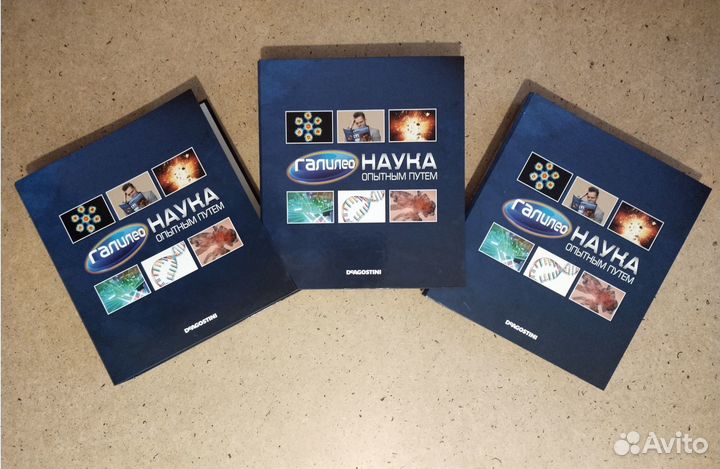 ГАЛИЛЕО
НАУКА
ОПЫТНЫМ ПУТЕМ
DeAGOSTINI
ГАЛИЛЕО
НАУКА
ОПЫТНЫМ ПУТЕМ
DeAGOSTINI
ГАЛИЛЕО
НАУКА
ОПЫТНЫМ ПУТЕМ
DeAGOSTINI
Avito